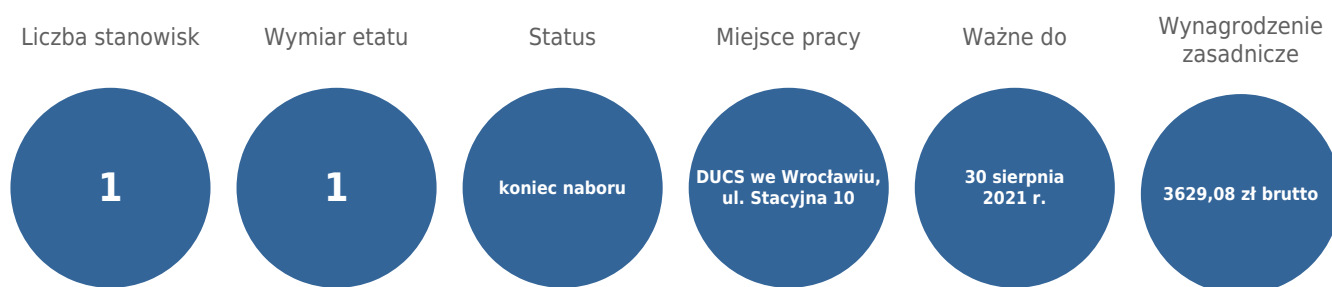 Liczba stanowisk
1
Wymiar etatu
1
Status
koniec naboru
Miejsce pracy
DUCS we Wrocławiu,
ul. Stacyjna 10
Ważne do
30 sierpnia
2021 r.
Wynagrodzenie
zasadnicze
3629,08 zł brutto